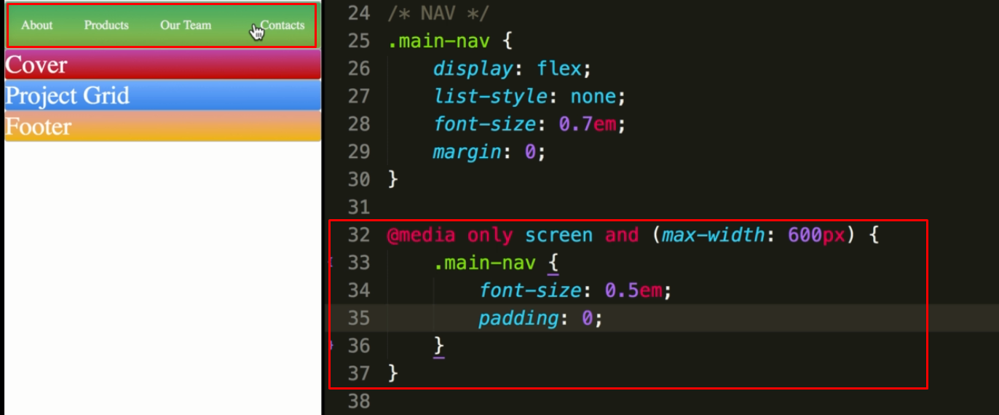 About Products Our Team Contacts
Cover
Project Grid
Footer
24 /* NAV */
25 .main-nav {
26 display: flex;
27 list-style: none;
28 font-size: 0.7em;
29 margin: 0;
30 }
31
32 @media only screen and (max-width: 600px) {
33 .main-nav {
34 font-size: 0.5em;
35 padding: 0;
36 }
37 }
38